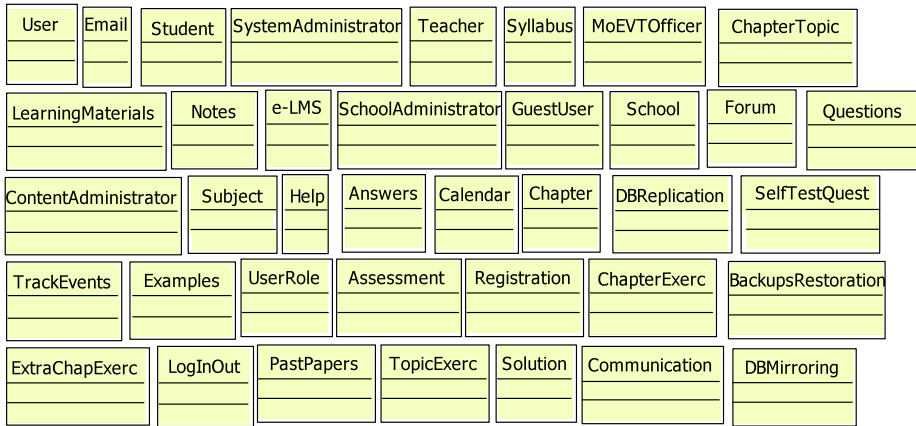 User Email Student SystemAdministrator Teacher Syllabus MoEVTOfficer ChapterTopic
LearningMaterials Notes e-LMS SchoolAdministrator GuestUser School Forum Questions
ContentAdministrator Subject Help Answers Calendar Chapter DBReplication SelfTestQuest
TrackEvents Examples UserRole Assessment Registration ChapterExerc BackupsRestoration
ExtraChapExerc LogInOut PastPapers TopicExerc Solution Communication DBMirroring